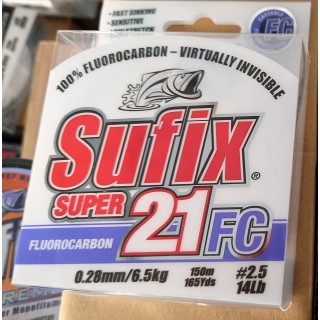 FAST SINKING
SENSITIVE
FC
100% FLUOROCARBON – VIRTUALLY INVISIBLE
Sufix®
SUPER 21 FC
FLUOROCARBON
0.28mm/6.5kg 150m 165Yds #2.5 14Lb